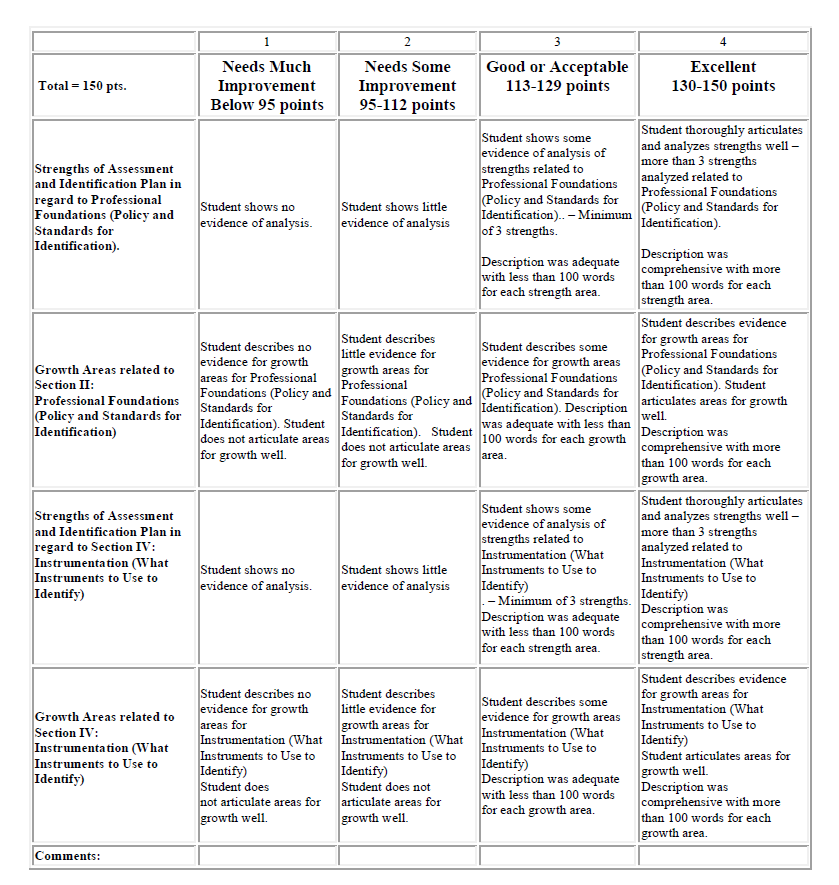 1
2
3
4
Total = 150 pts.
Needs Much
Improvement
Below 95 points
Needs Some
Improvement
95-112 points
Good or Acceptable
113-129 points
Excellent
130-150 points
Strengths of Assessment
and Identification Plan in
regard to Professional
Foundations (Policy and
Standards for
Identification).
Student shows no
evidence of analysis.
Student shows little
evidence of analysis
Student shows some
evidence of analysis of
strengths related to
Professional Foundations
(Policy and Standards for
Identification).. – Minimum
of 3 strengths.
Description was adequate
with less than 100 words
for each strength area.
Student thoroughly articulates
and analyzes strengths well –
more than 3 strengths
analyzed related to
Professional Foundations
(Policy and Standards for
Identification).
Description was
comprehensive with more
than 100 words for each
strength area.
Growth Areas related to
Section II:
Professional Foundations
(Policy and Standards for
Identification)
Student describes no
evidence for growth
areas for Professional
Foundations (Policy and
Standards for
Identification). Student
does not articulate areas
for growth well.
Student describes
little evidence for
growth areas for
Professional
Foundations (Policy and
Standards for
Identification). Student
does not articulate areas
for growth well.
Student describes some
evidence for growth areas
Professional Foundations
(Policy and Standards for
Identification). Description
was adequate with less than
100 words for each growth
area.
Student describes evidence
for growth areas for
Professional Foundations
(Policy and Standards for
Identification). Student
articulates areas for growth
well.
Description was
comprehensive with more
than 100 words for each
growth area.
Strengths of Assessment
and Identification Plan in
regard to Section IV:
Instrumentation (What
Instruments to Use to
Identify)
Student shows no
evidence of analysis.
Student shows little
evidence of analysis
Student shows some
evidence of analysis of
strengths related to
Instrumentation (What
Instruments to Use to
Identify)
. – Minimum of 3 strengths.
Description was adequate
with less than 100 words
for each strength area.
Student thoroughly articulates
and analyzes strengths well –
more than 3 strengths
analyzed related to
Instrumentation (What
Instruments to Use to
Identify)
Description was
comprehensive with more
than 100 words for each
strength area.
Growth Areas related to
Section IV:
Instrumentation (What
Instruments to Use to
Identify)
Student describes no
evidence for growth
areas for
Instrumentation (What
Instruments to Use to
Identify)
Student does
not articulate areas for
growth well.
Student describes
little evidence for
growth areas for
Instrumentation (What
Instruments to Use to
Identify)
Student does not
articulate areas for
growth well.
Student describes some
evidence for growth areas
Instrumentation (What
Instruments to Use to
Identify)
Description was adequate
with less than 100 words
for each growth area.
Student describes evidence
for growth areas for
Instrumentation (What
Instruments to Use to
Identify)
Student articulates areas for
growth well.
Description was
comprehensive with more
than 100 words for each
growth area.
Comments: